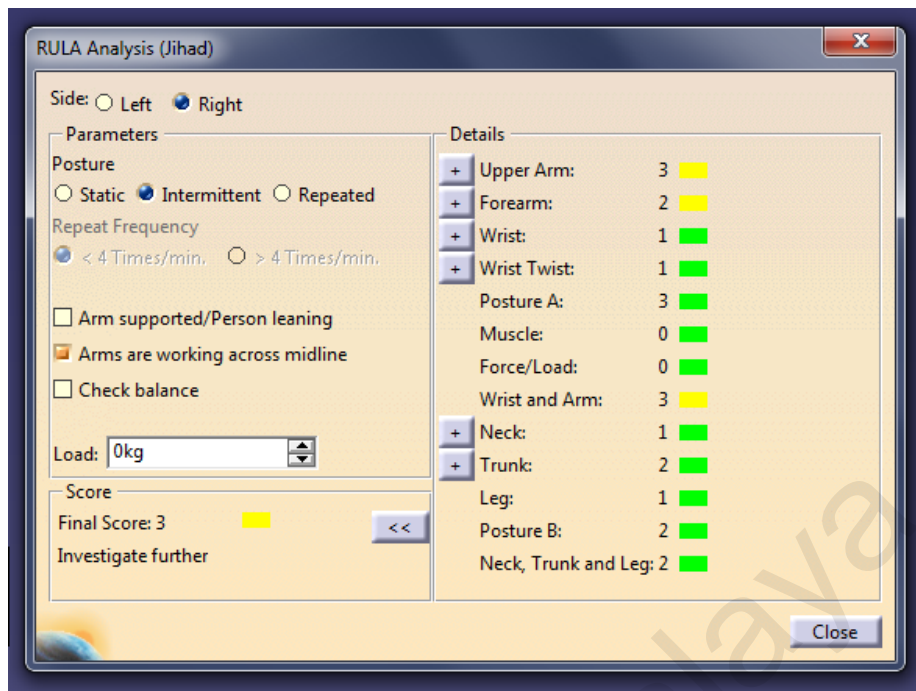 RULA Analysis (Jihad)
Side: Left Right
Parameters
Posture
Static Intermittent Repeated
Repeat Frequency
< 4 Times/min. > 4 Times/min.
Arm supported/Person leaning
Arms are working across midline
Check balance
Load: 0kg
Score
Final Score: 3
<<
Investigate further
Details
+ Upper Arm: 3
+ Forearm: 2
+ Wrist: 1
+ Wrist Twist: 1
Posture A: 3
Muscle: 0
Force/Load: 0
Wrist and Arm: 3
+ Neck: 1
+ Trunk: 2
Leg: 1
Posture B: 2
Neck, Trunk and Leg: 2
Close
laya